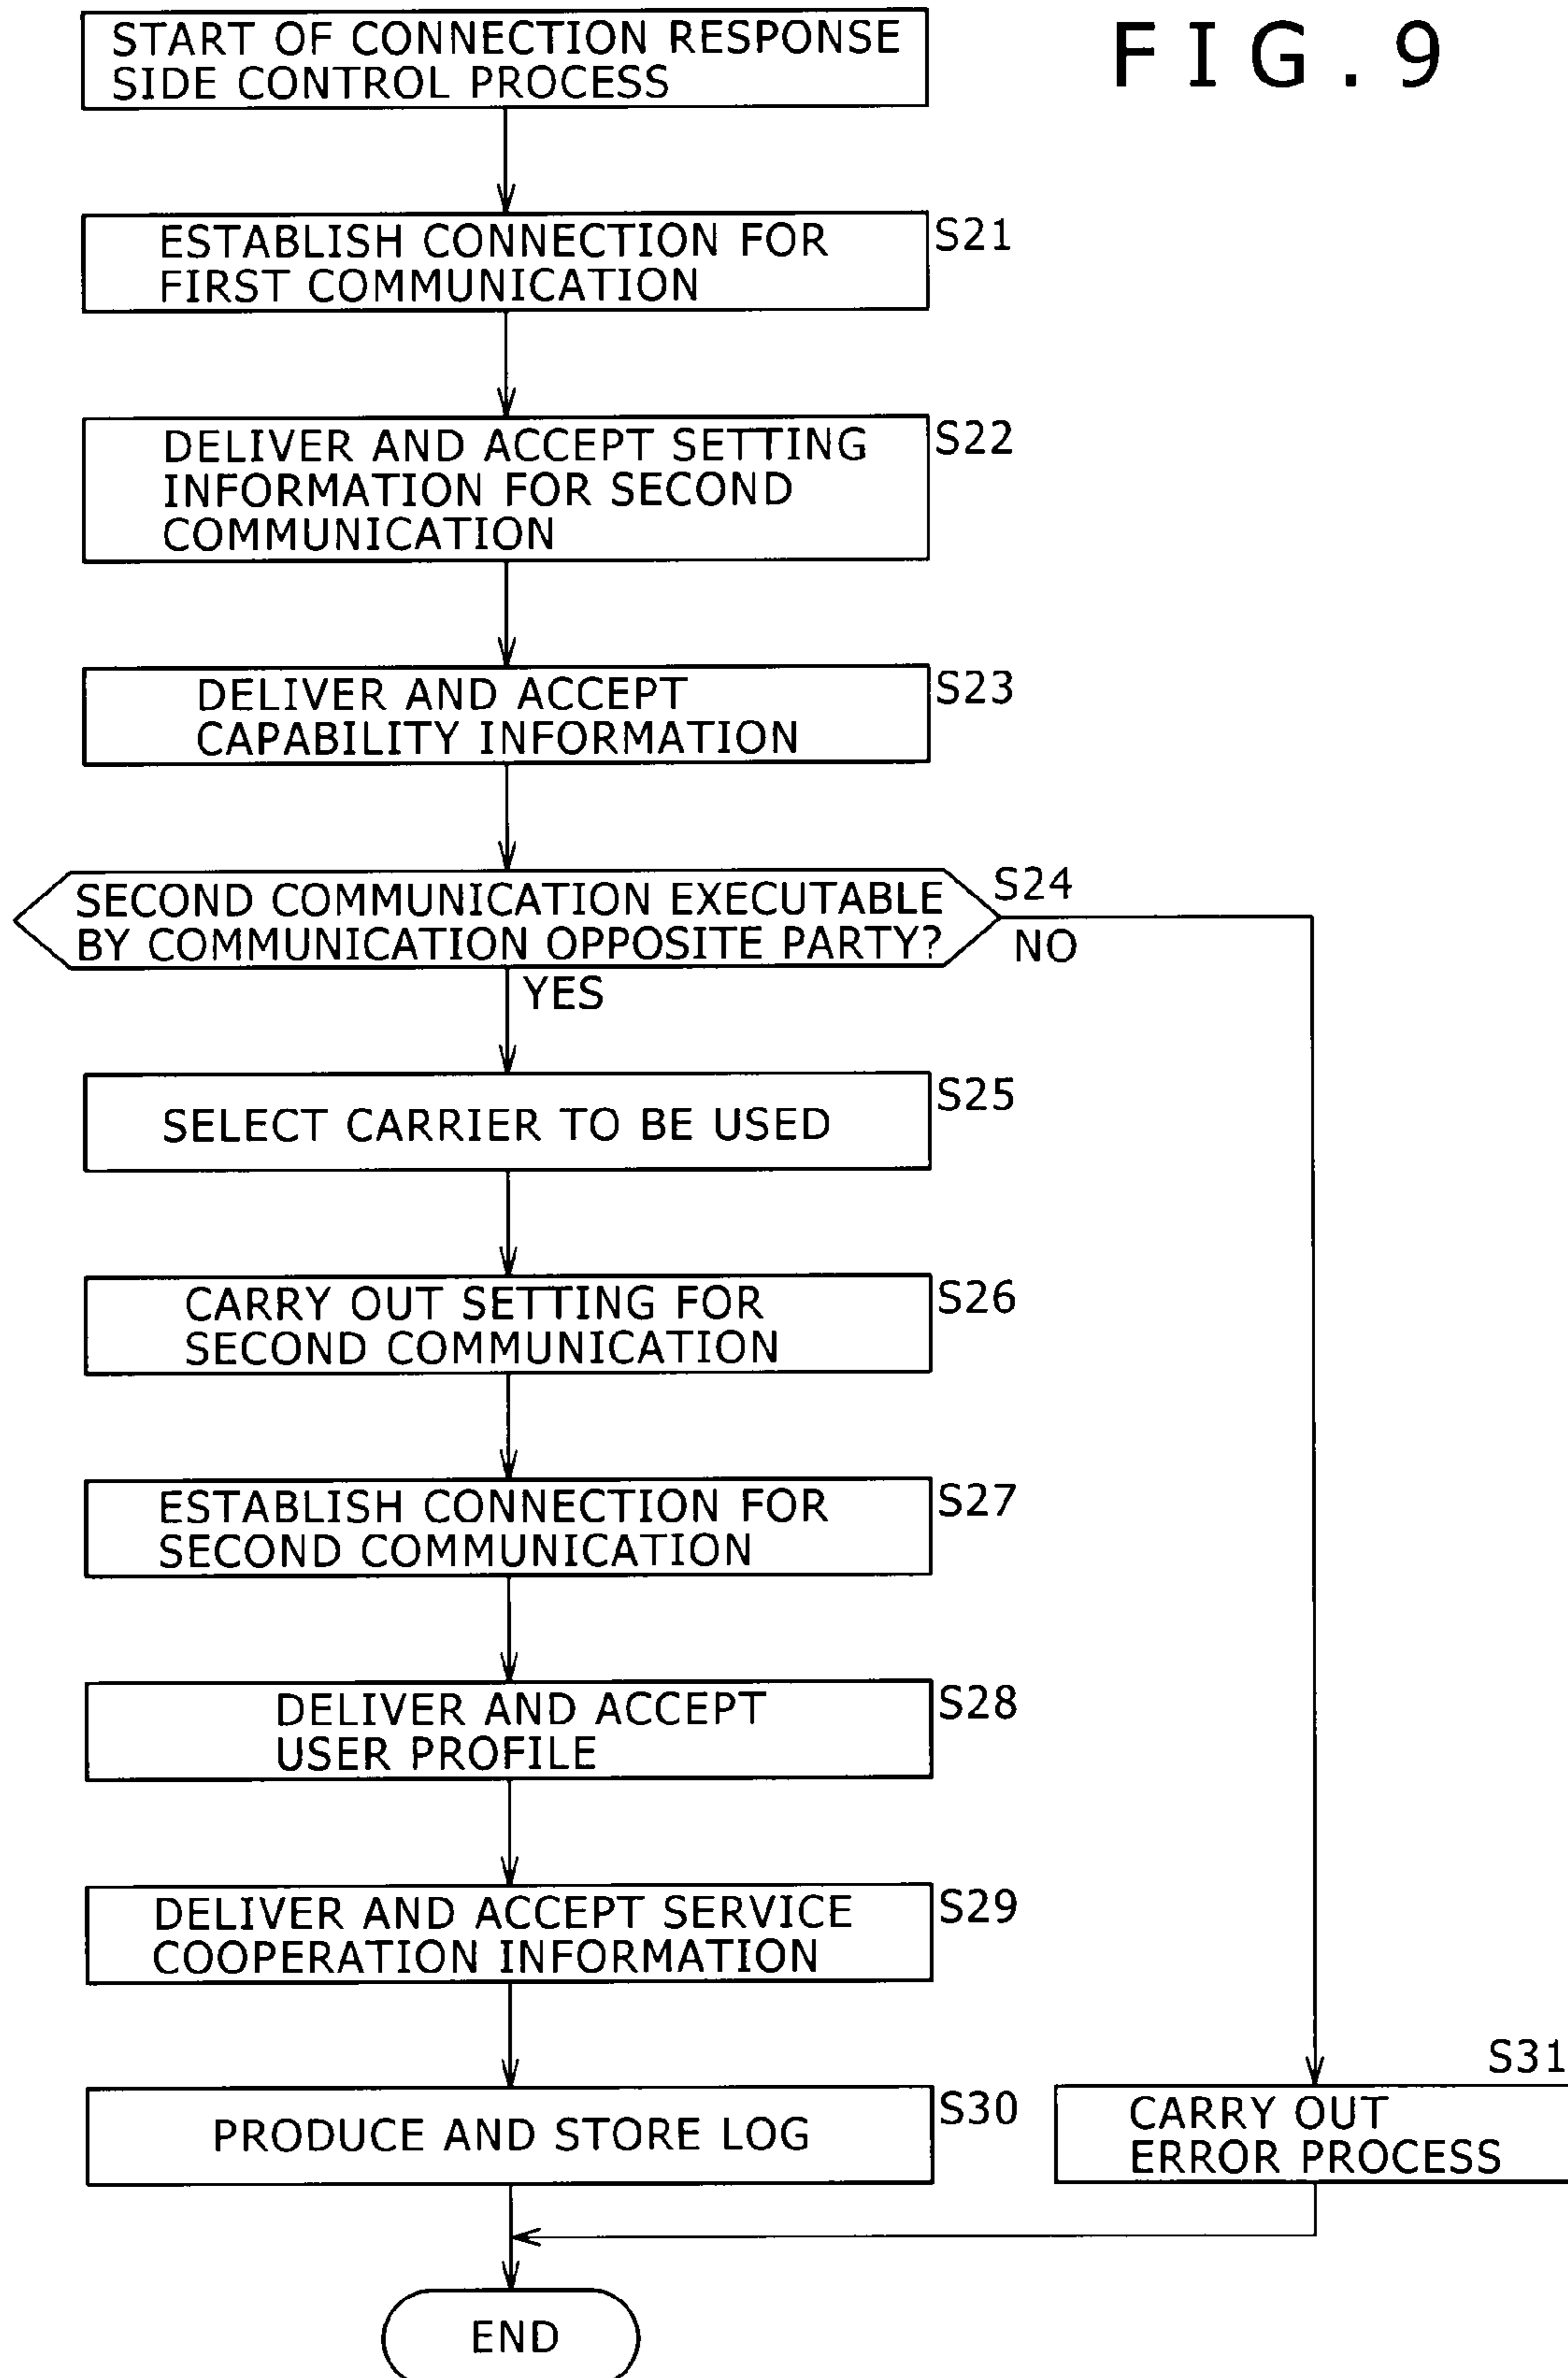 FIG.9
START OF CONNECTION RESPONSE
SIDE CONTROL PROCESS
ESTABLISH CONNECTION FOR
FIRST COMMUNICATION
S21
DELIVER AND ACCEPT SETTING
INFORMATION FOR SECOND
COMMUNICATION
S22
DELIVER AND ACCEPT
CAPABILITY INFORMATION
S23
SECOND COMMUNICATION EXECUTABLE
BY COMMUNICATION OPPOSITE PARTY?
S24
NO
YES
SELECT CARRIER TO BE USED
S25
CARRY OUT SETTING FOR
SECOND COMMUNICATION
S26
ESTABLISH CONNECTION FOR
SECOND COMMUNICATION
S27
DELIVER AND ACCEPT
USER PROFILE
S28
DELIVER AND ACCEPT SERVICE
COOPERATION INFORMATION
S29
PRODUCE AND STORE LOG
S30
S31
CARRY OUT
ERROR PROCESS
END